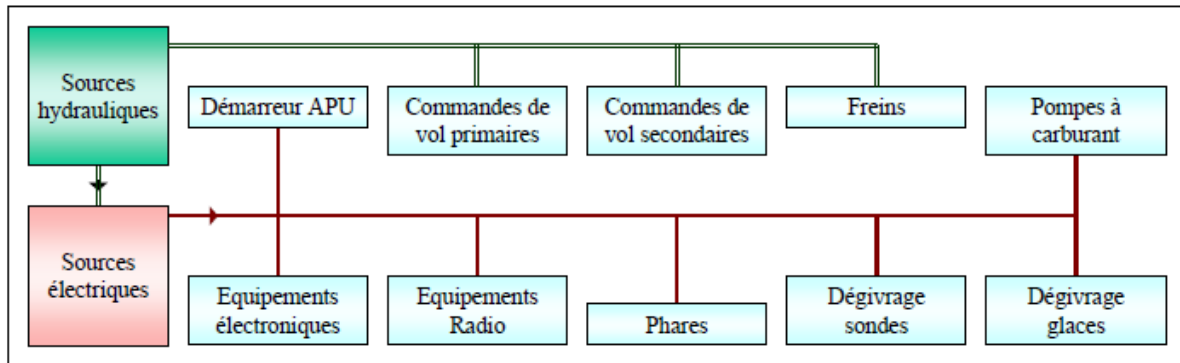 Sources
hydrauliques
Démarreur APU
Commandes de
vol primaires
Commandes de
vol secondaires
Freins
Pompes à
carburant
Sources
électriques
Equipements
électroniques
Equipements
Radio
Phares
Dégivrage
sondes
Dégivrage
glaces